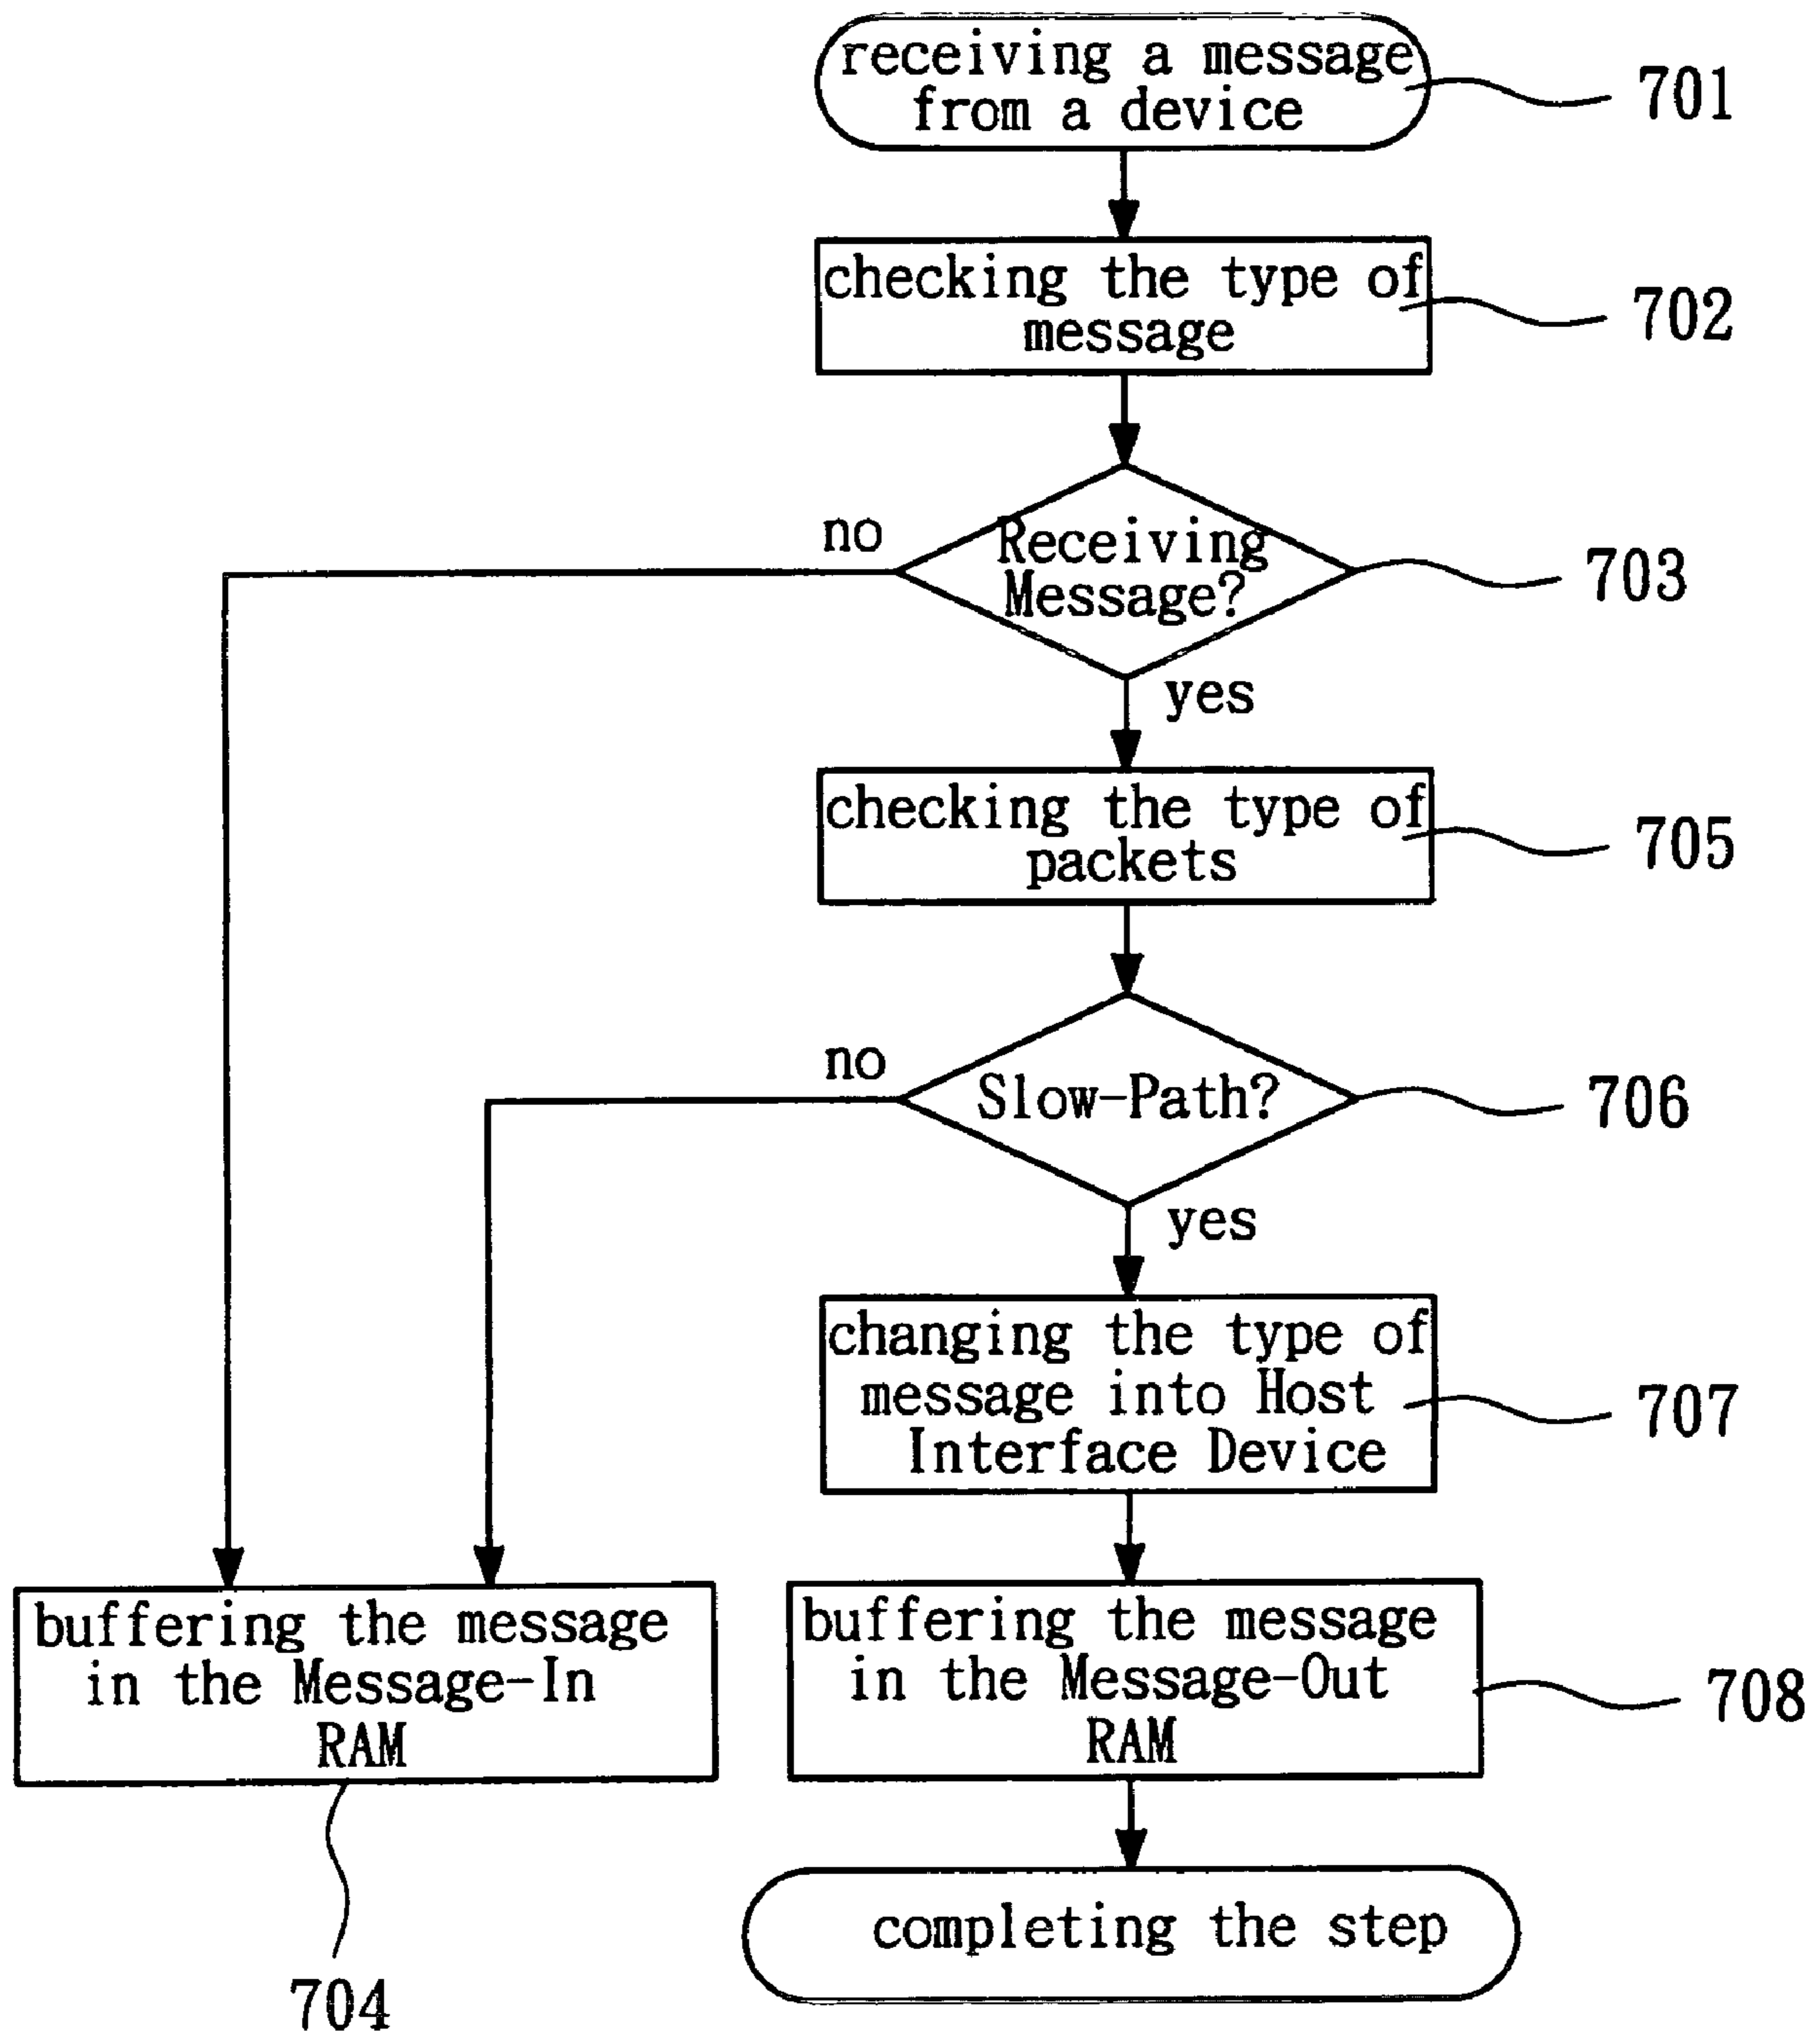 receiving a message
from a device
701
checking the type of
message
702
no
Receiving
Message?
703
yes
checking the type of
packets
705
no
Slow-Path?
706
yes
changing the type of
message into Host
Interface Device
707
buffering the message
in the Message-In
RAM
704
buffering the message
in the Message-Out
RAM
708
completing the step